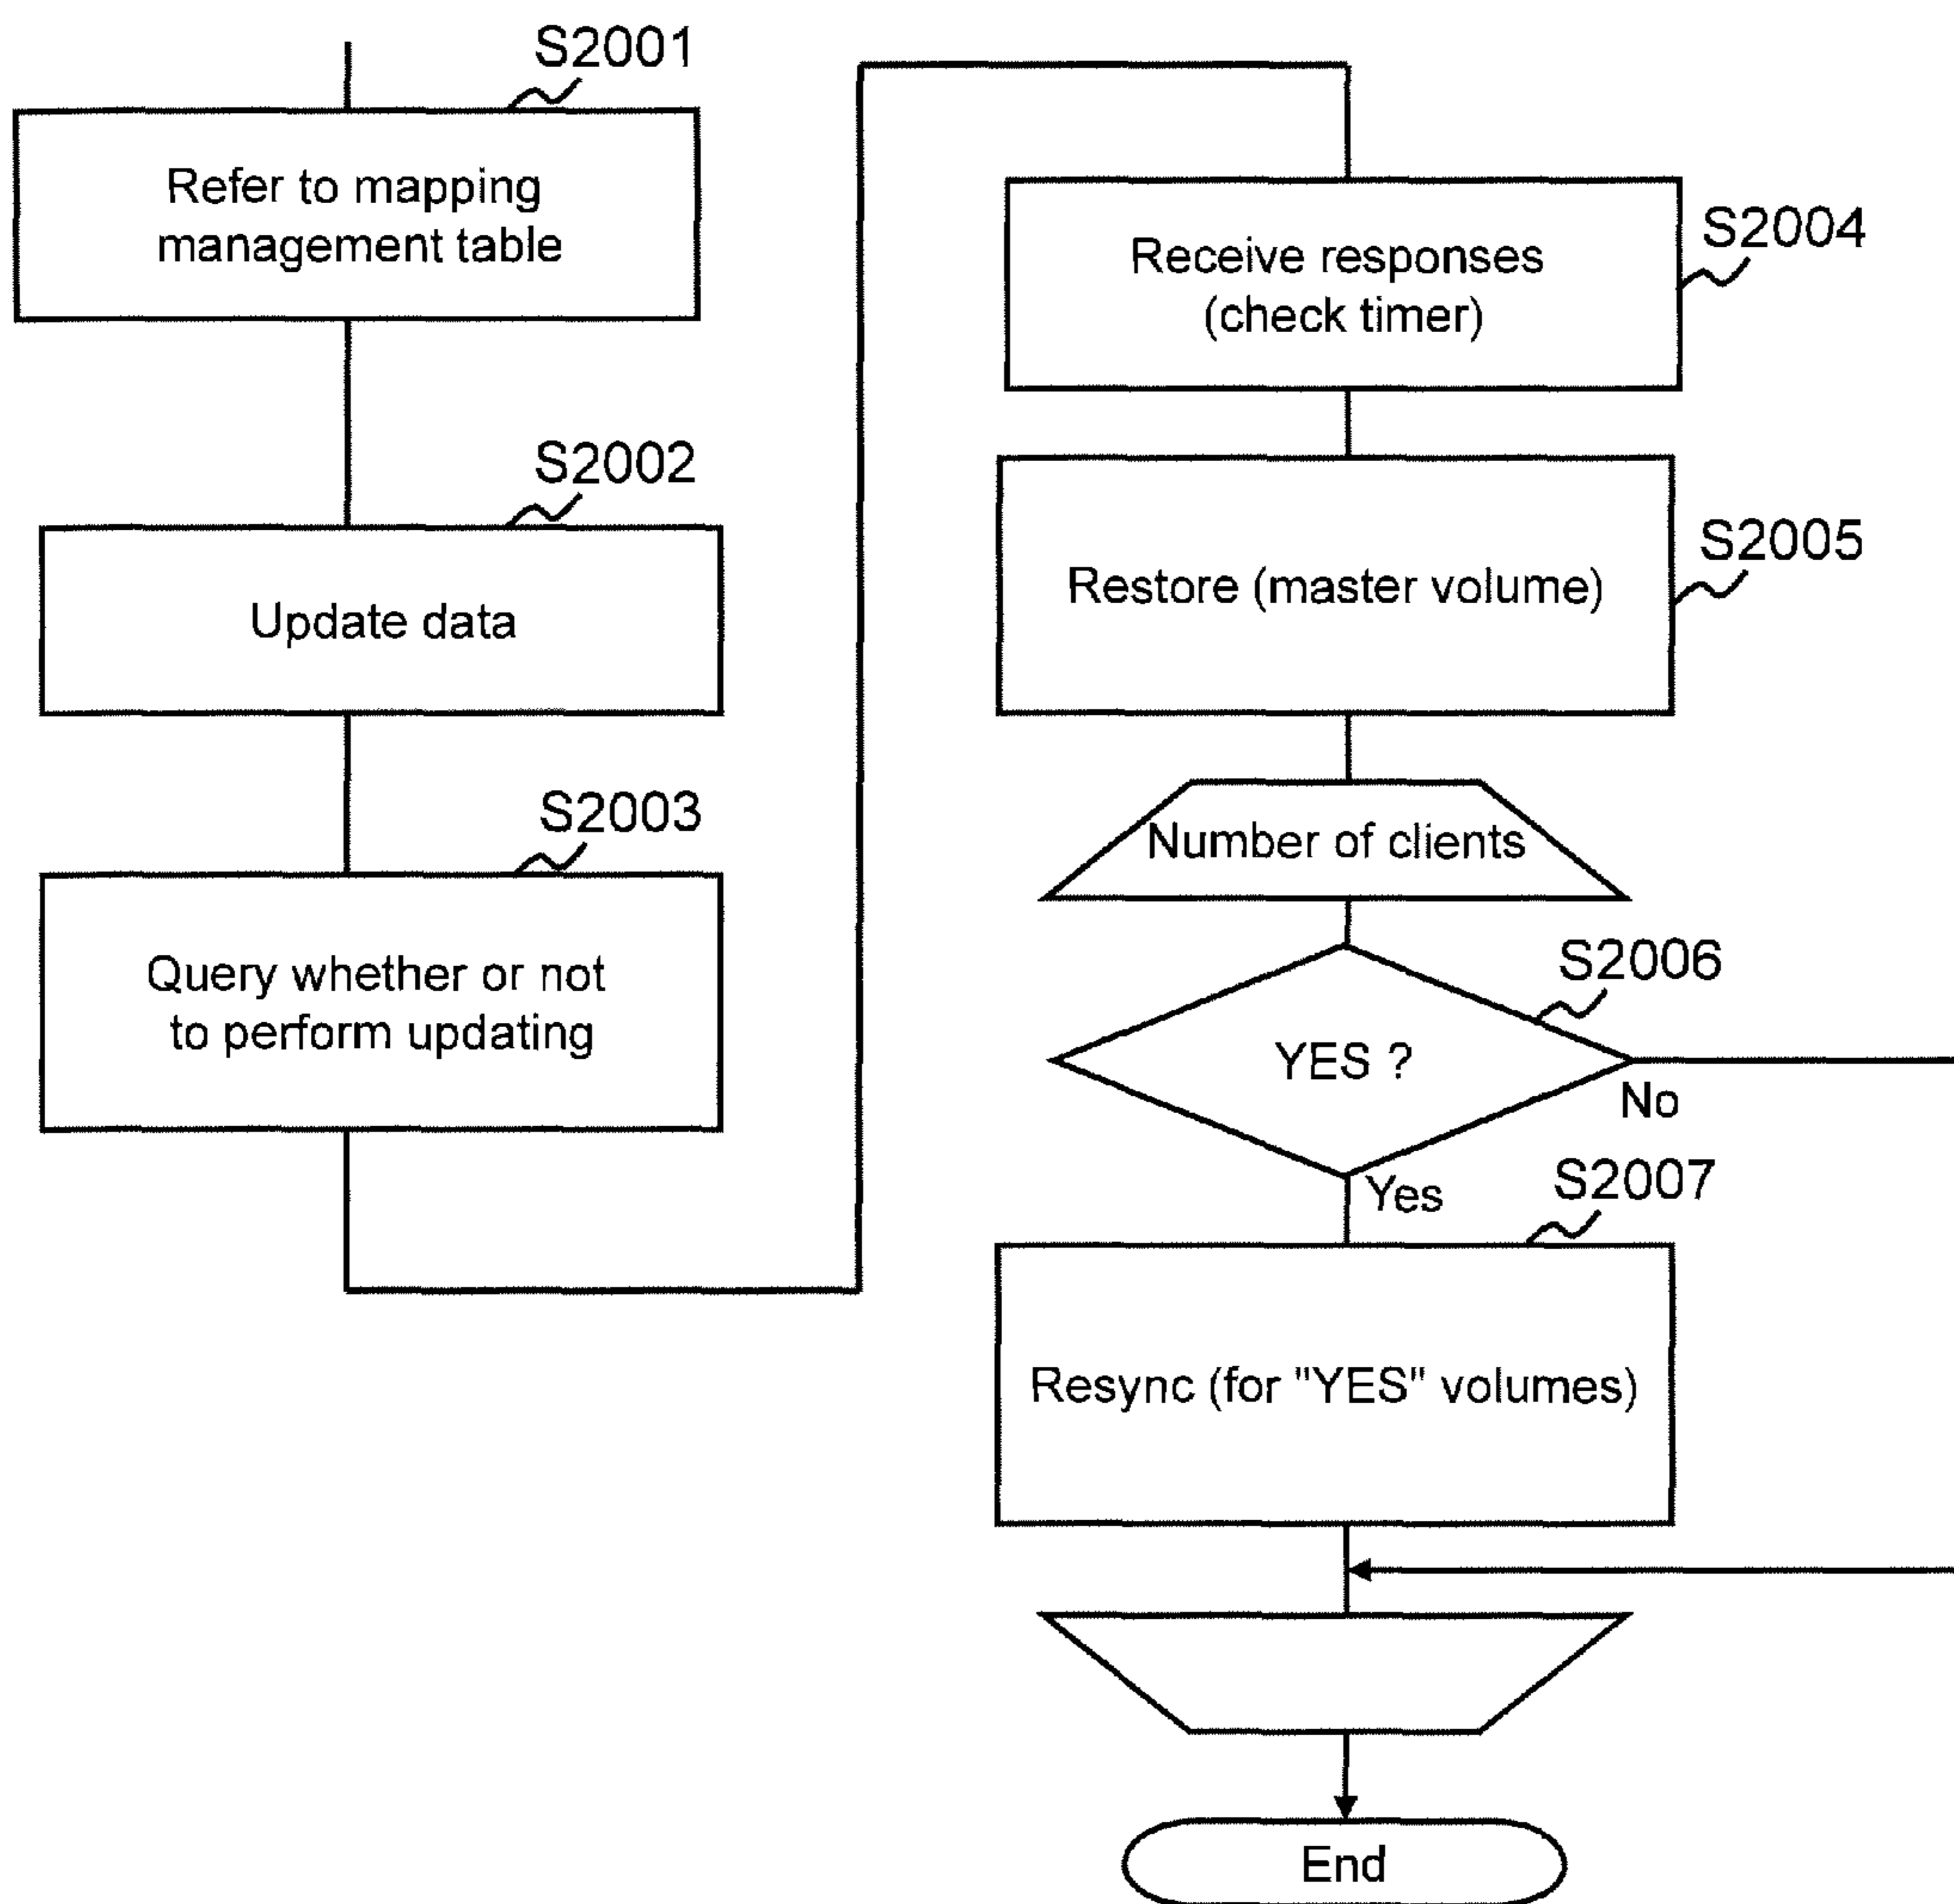 S2001
Refer to mapping
management table
S2002
Update data
S2003
Query whether or not
to perform updating
S2004
Receive responses
(check timer)
S2005
Restore (master volume)
Number of clients
S2006
YES ?
No
Yes
S2007
Resync (for "YES" volumes)
End